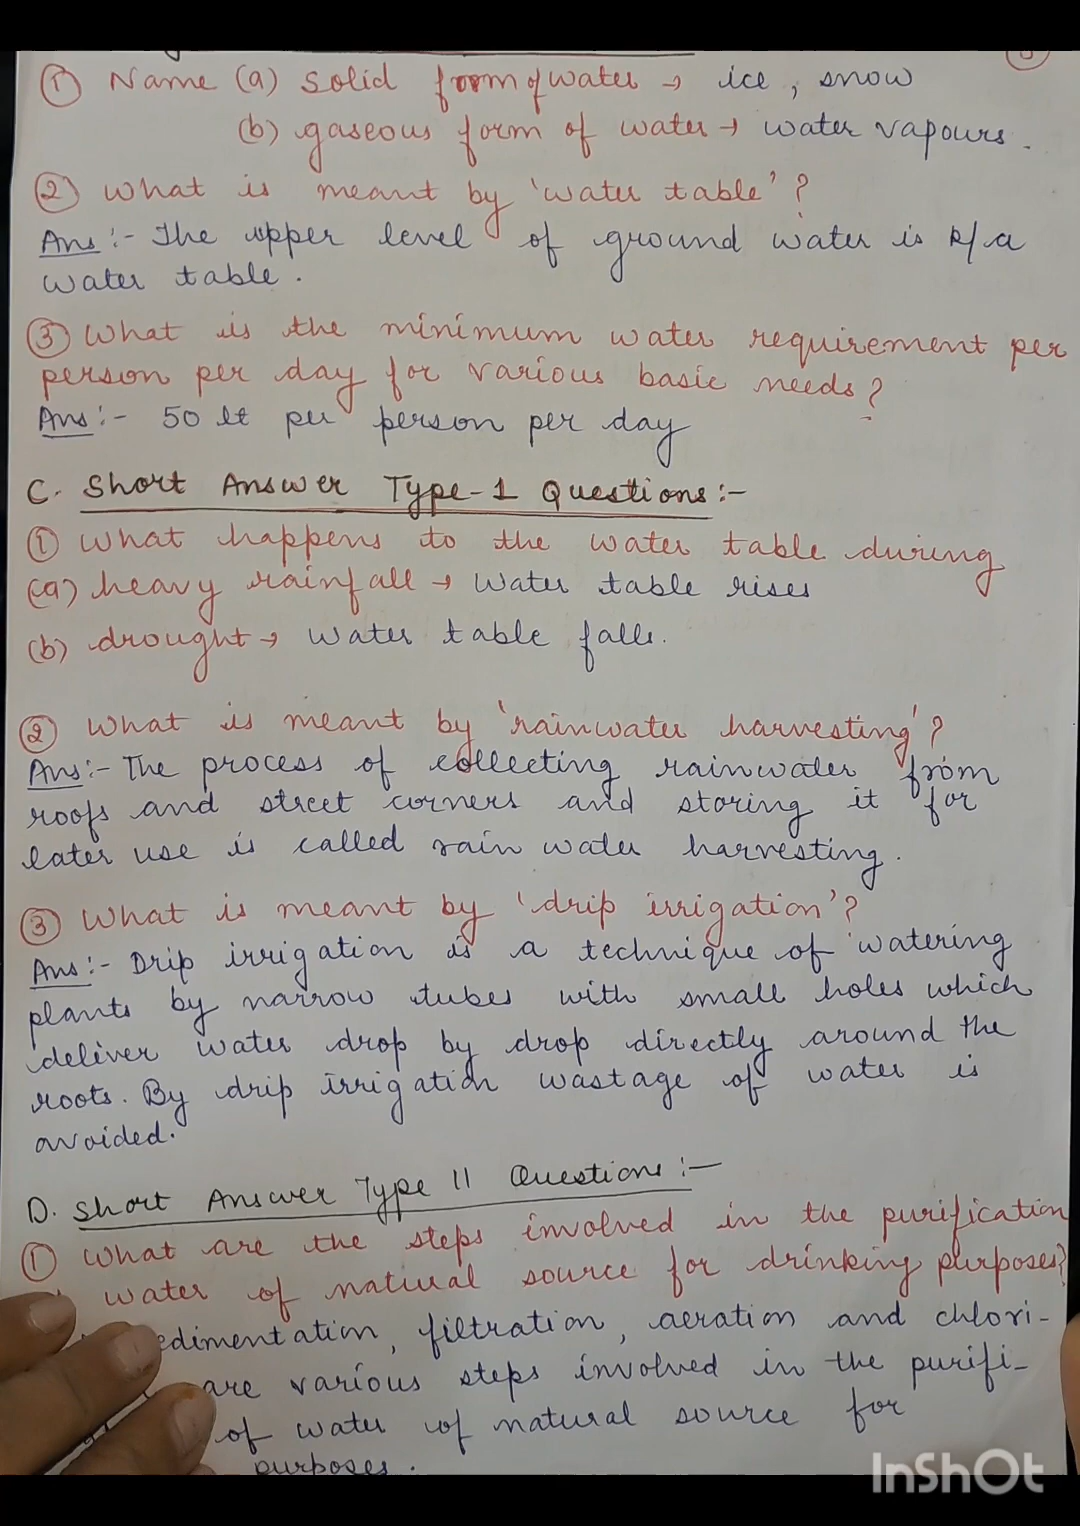 ① Name (a) solid form of water → ice, snow
(b) gaseous form of water → water vapours.
② What is meant by 'water table'?
Ans:- The upper level of ground water is k/a
water table.
③ What is the minimum water requirement per
person per day for various basic needs?
Ans:- 50 lt per person per day
C. Short Answer Type-1 Questions:-
① What happens to the water table during
(a) heavy rainfall → Water table rises
(b) drought → Water table falls.
② What is meant by 'rainwater harvesting'?
Ans:- The process of collecting rainwater from
roofs and street corners and storing it for
later use is called rain water harvesting.
③ What is meant by 'drip irrigation'?
Ans:- Drip irrigation is a technique of watering
plants by narrow tubes with small holes which
deliver water drop by drop directly around the
roots. By drip irrigation wastage of water is
avoided.
D. Short Answer Type II Questions:-
① What are the steps involved in the purification
water of natural source for drinking purposes?
edimentation, filtration, aeration and chlori-
are various steps involved in the purifi-
of water of natural source for
purposes.
InShOt